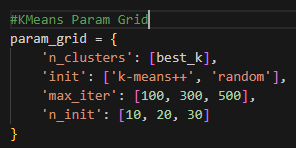 #KMeans Param Grid
param_grid = {
    'n_clusters': [best_k],
    'init': ['k-means++', 'random'],
    'max_iter': [100, 300, 500],
    'n_init': [10, 20, 30]
}